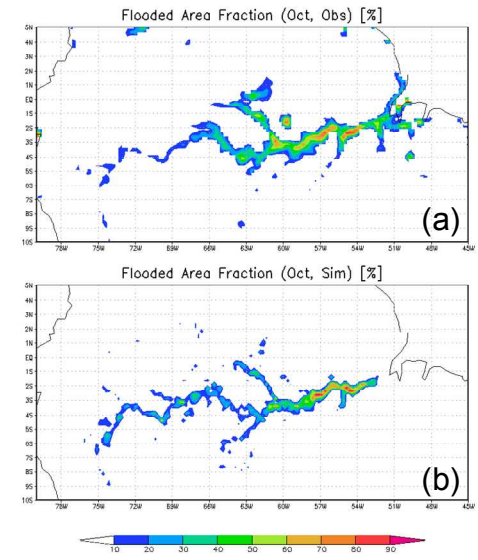 Flooded Area Fraction (Oct, Obs) [%]
5N
4N
3N
2N
1N
EQ
1S
2S
3S
4S
5S
6S
7S
8S
9S
10S
(a)
78W 75W 72W 69W 66W 63W 60W 57W 54W 51W 48W 45W
Flooded Area Fraction (Oct, Sim) [%]
5N
4N
3N
2N
1N
EQ
1S
2S
3S
4S
5S
6S
7S
8S
9S
10S
(b)
78W 75W 72W 69W 66W 63W 60W 57W 54W 51W 48W 45W
10 20 30 40 50 60 70 80 90